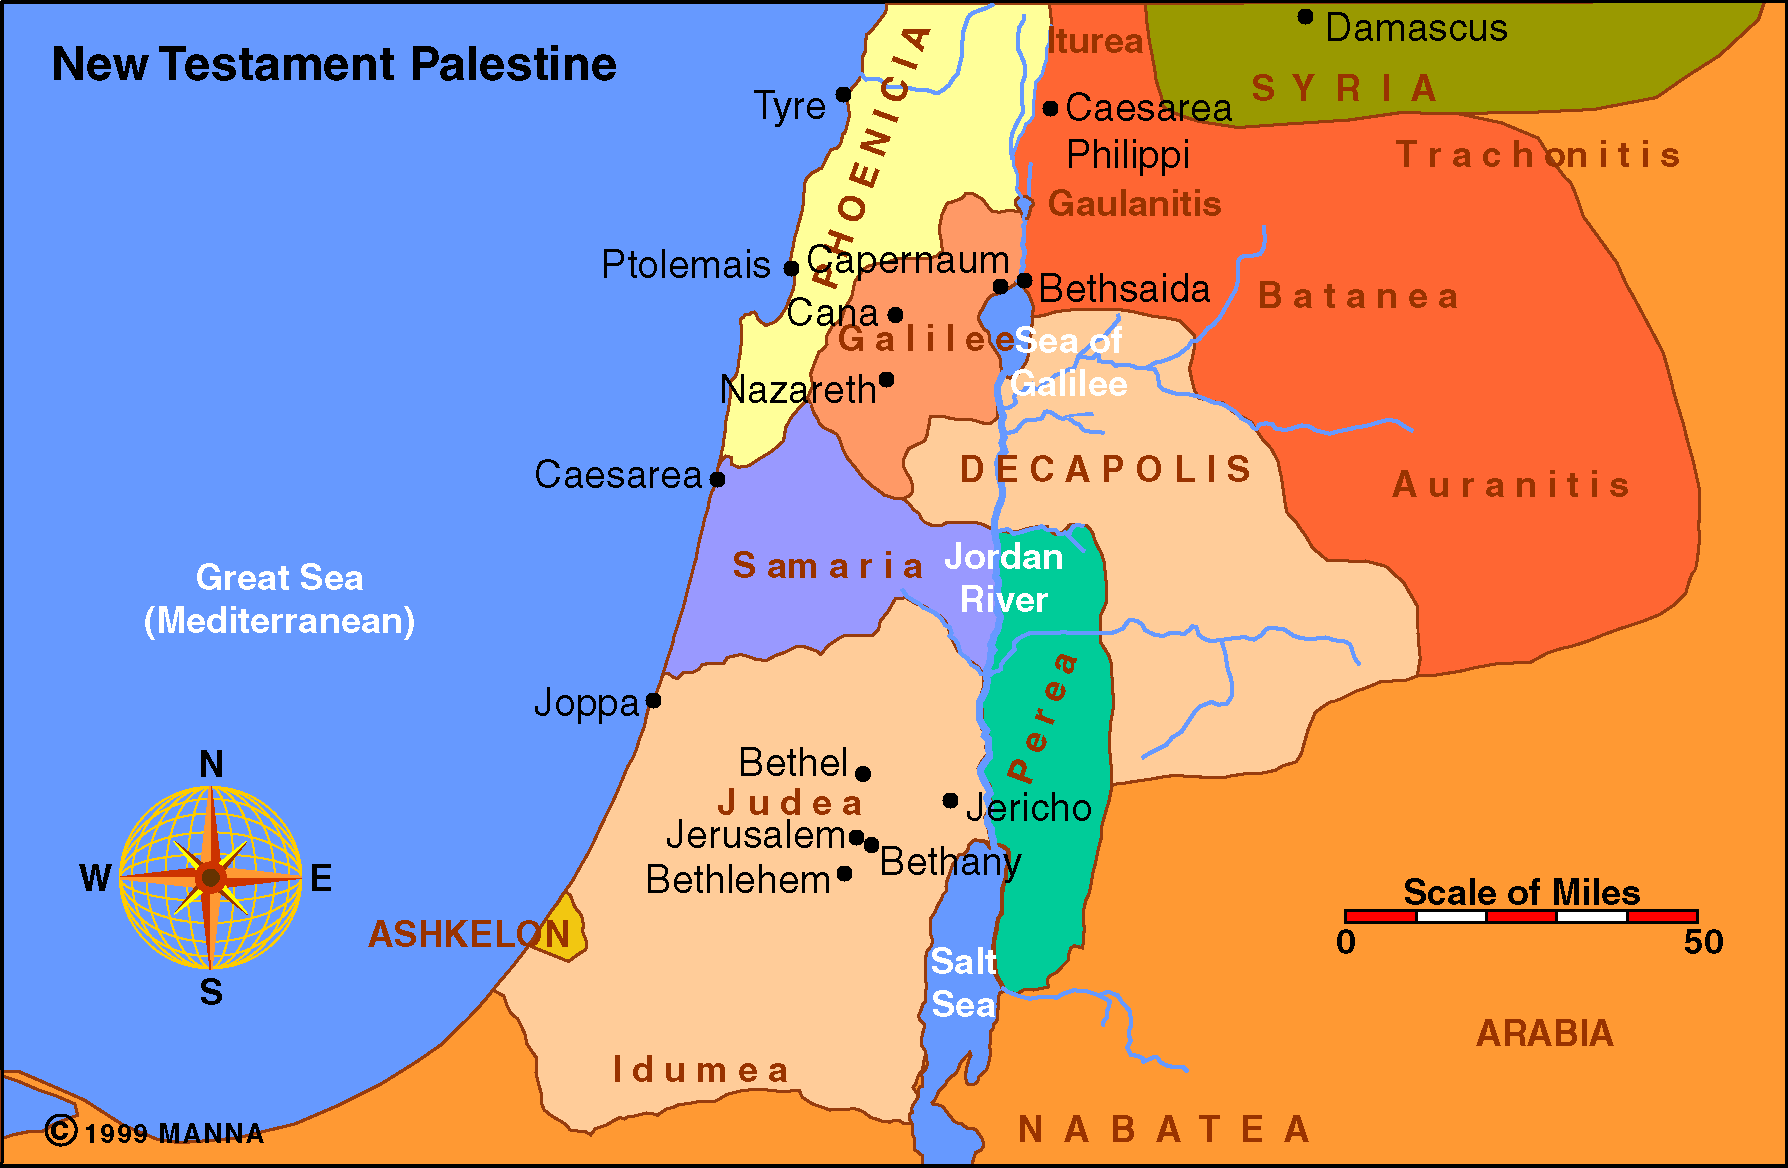 New Testament Palestine
Damascus
Iturea
SYRIA
Tyre
PHOENICIA
Caesarea
Philippi
Trachonitis
Gaulanitis
Ptolemais
Capernaum
Bethsaida
Batanea
Cana
Galilee
Sea of
Galilee
Nazareth
DECAPOLIS
Caesarea
Auranitis
Samaria
Jordan
River
Great Sea
(Mediterranean)
Perea
Joppa
Bethel
Judea
Jericho
Jerusalem
Bethany
Bethlehem
N
W
E
S
ASHKELON
Scale of Miles
0 50
Salt
Sea
ARABIA
Idumea
NABATEA
© 1999 MANNA